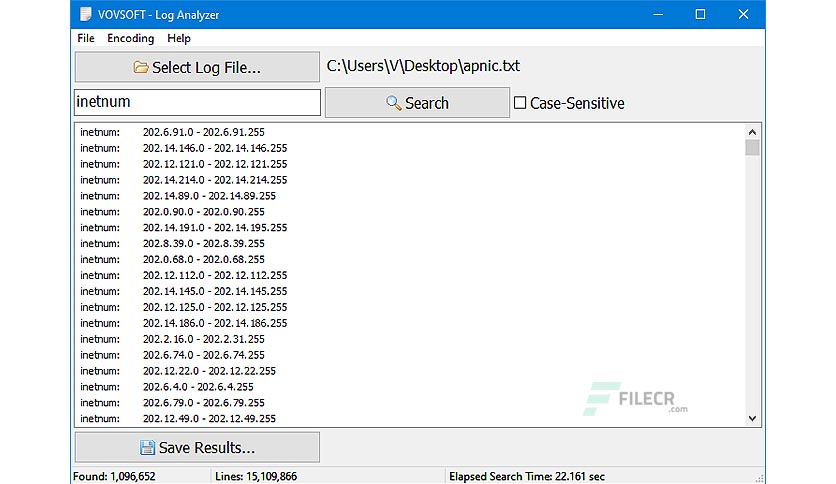 VOVSOFT - Log Analyzer
File Encoding Help
Select Log File... C:\Users\V\Desktop\apnic.txt
inetnum Search Case-Sensitive
inetnum: 202.6.91.0 - 202.6.91.255
inetnum: 202.14.146.0 - 202.14.146.255
inetnum: 202.12.121.0 - 202.12.121.255
inetnum: 202.14.214.0 - 202.14.214.255
inetnum: 202.14.89.0 - 202.14.89.255
inetnum: 202.0.90.0 - 202.0.90.255
inetnum: 202.14.191.0 - 202.14.195.255
inetnum: 202.8.39.0 - 202.8.39.255
inetnum: 202.0.68.0 - 202.0.68.255
inetnum: 202.12.112.0 - 202.12.112.255
inetnum: 202.14.145.0 - 202.14.145.255
inetnum: 202.12.125.0 - 202.12.125.255
inetnum: 202.14.186.0 - 202.14.186.255
inetnum: 202.2.16.0 - 202.2.31.255
inetnum: 202.6.74.0 - 202.6.74.255
inetnum: 202.12.22.0 - 202.12.22.255
inetnum: 202.6.4.0 - 202.6.4.255
inetnum: 202.6.79.0 - 202.6.79.255
inetnum: 202.12.49.0 - 202.12.49.255
FILECR
.com
Save Results...
Found: 1,096,652 Lines: 15,109,866 Elapsed Search Time: 22.161 sec